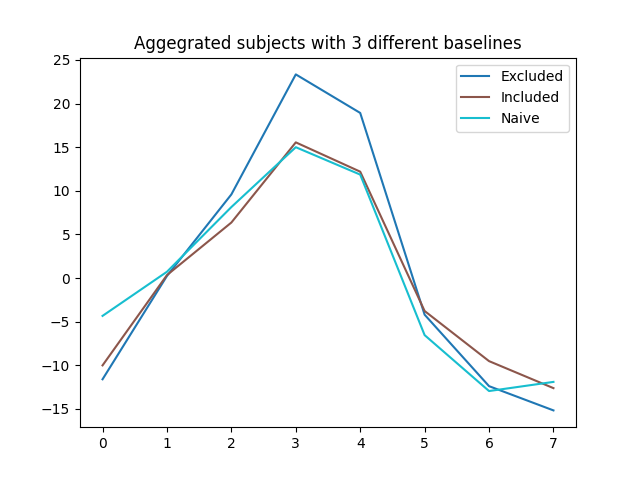 Aggegrated subjects with 3 different baselines
25
20
15
10
5
0
−5
−10
−15
Excluded
Included
Naive
0 1 2 3 4 5 6 7